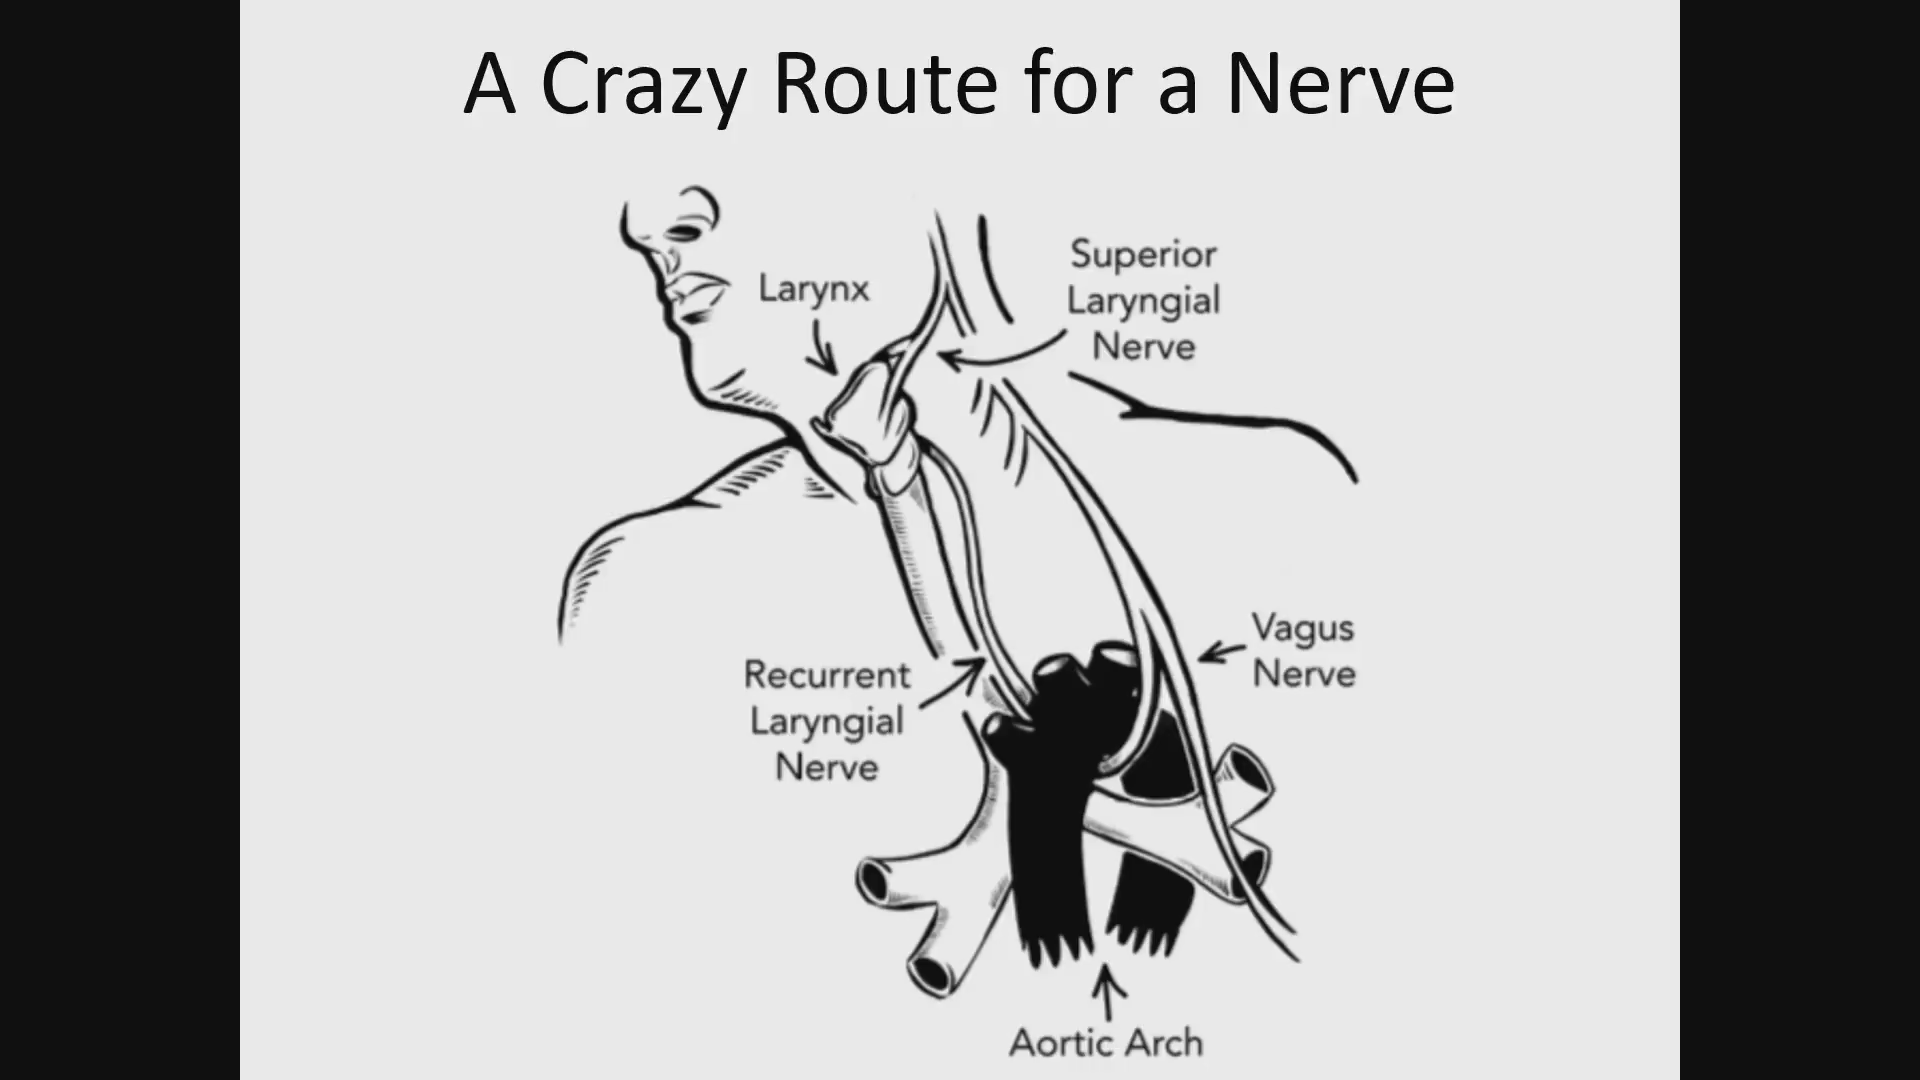 A Crazy Route for a Nerve
Larynx
Superior
Laryngial
Nerve
Recurrent
Laryngial
Nerve
Vagus
Nerve
Aortic Arch